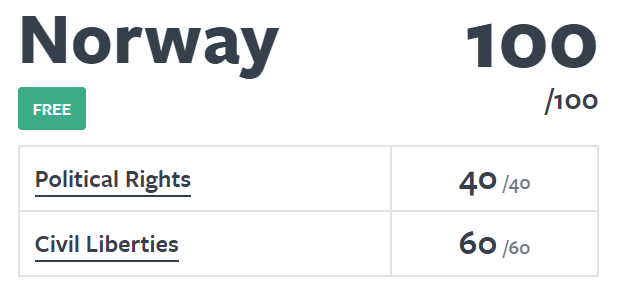 Norway 100
FREE /100
Political Rights 40 /40
Civil Liberties 60 /60